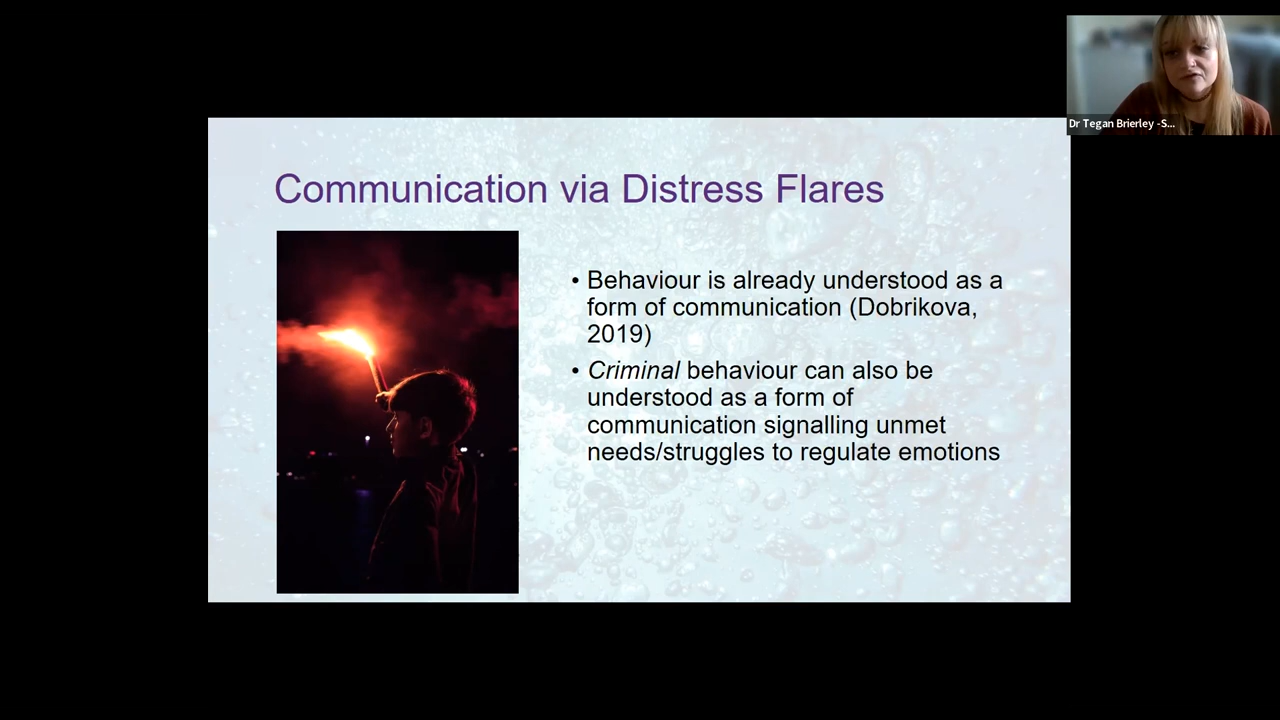 Dr Tegan Brierley -S...
Communication via Distress Flares
• Behaviour is already understood as a
form of communication (Dobrikova,
2019)
• Criminal behaviour can also be
understood as a form of
communication signalling unmet
needs/struggles to regulate emotions